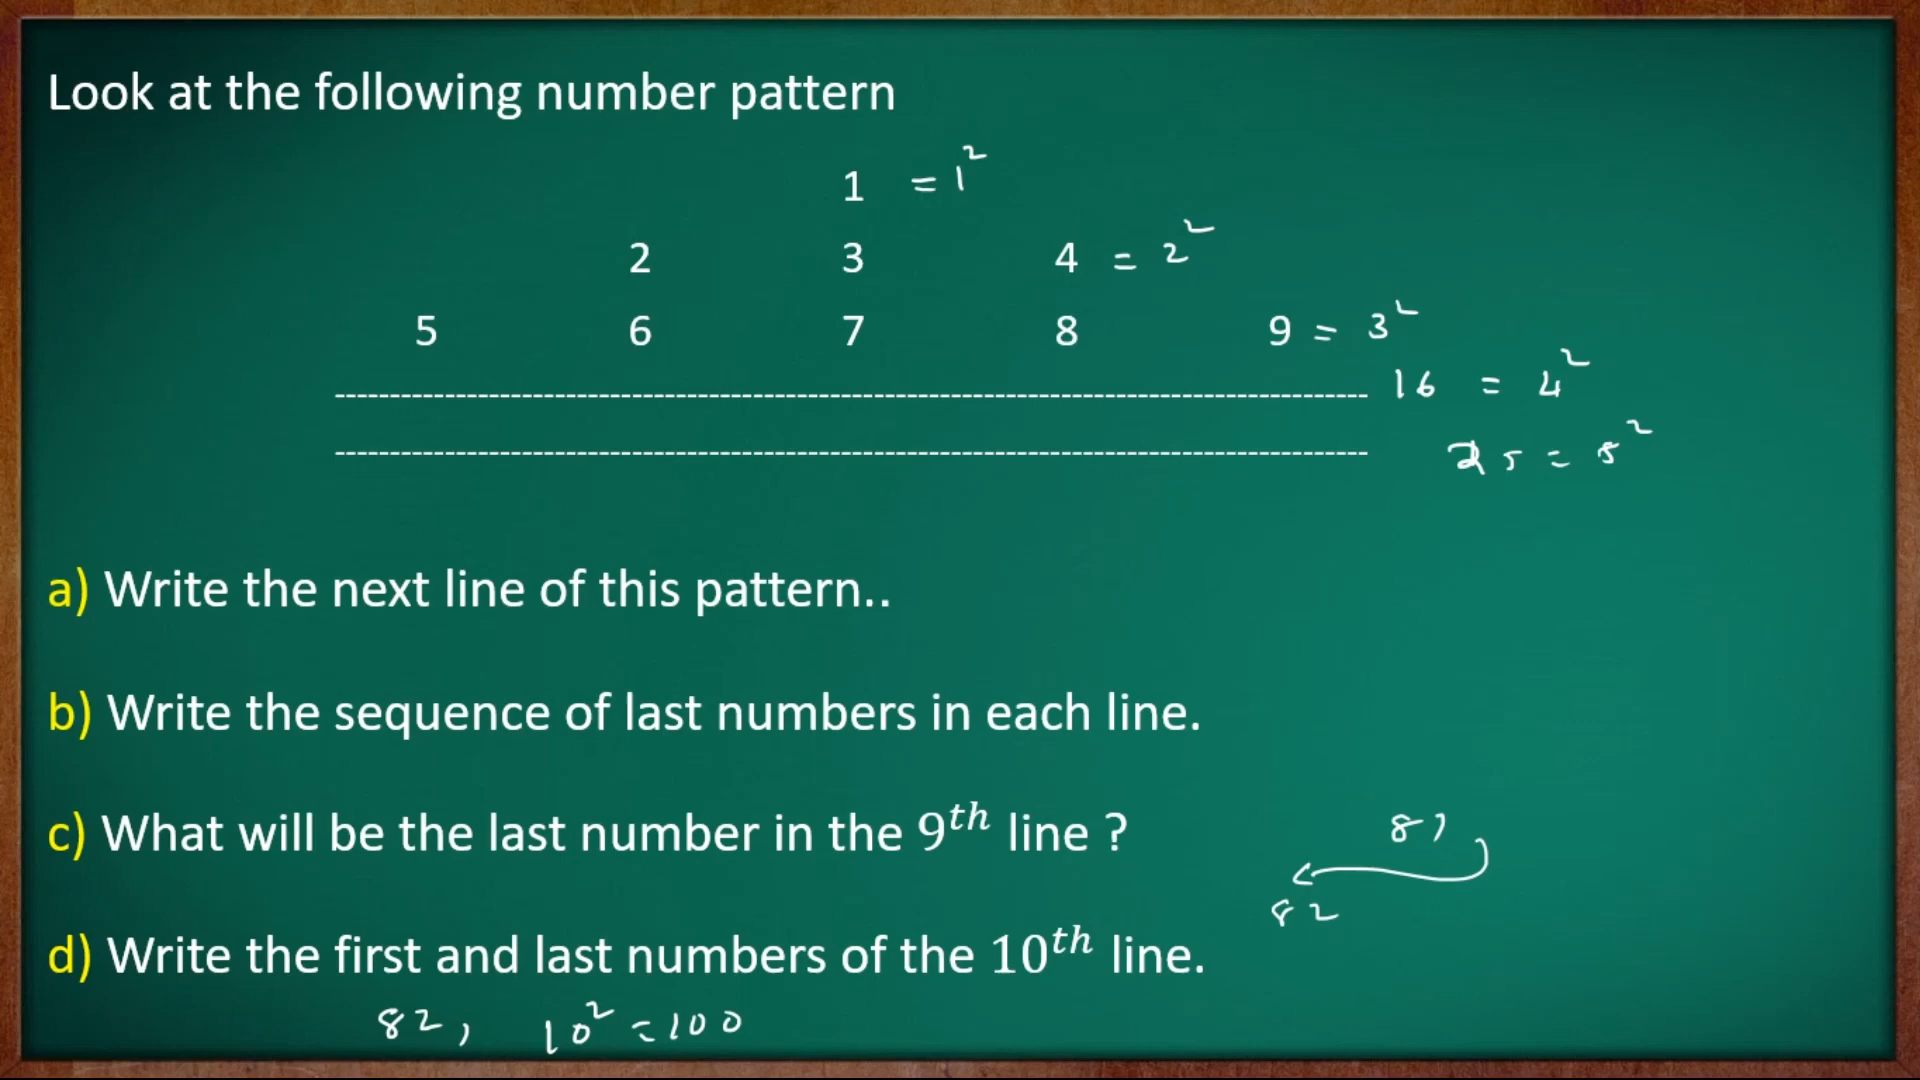 Look at the following number pattern
1 = 1²
2 3 4 = 2²
5 6 7 8 9 = 3²
------------------------------------------------------------------------------------------- 16 = 4²
------------------------------------------------------------------------------------------- 25 = 5²
a) Write the next line of this pattern..
b) Write the sequence of last numbers in each line.
c) What will be the last number in the 9ᵗʰ line ? 81
82
d) Write the first and last numbers of the 10ᵗʰ line.
82, 10² = 100